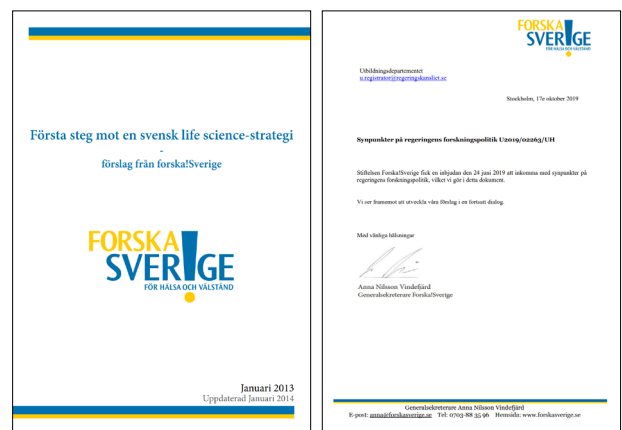 Första steg mot en svensk life science-strategi
-
förslag från forska!Sverige
FORSKA!
SVERIGE
FÖR HÄLSA OCH VÄLSTÅND
Januari 2013
Uppdaterad Januari 2014
FORSKA!
SVERIGE
FÖR HÄLSA OCH VÄLSTÅND
Utbildningsdepartementet
u.registrator@regeringskansliet.se
Stockholm, 17e oktober 2019
Synpunkter på regeringens forskningspolitik U2019/02263/UH
Stiftelsen Forska!Sverige fick en inbjudan den 24 juni 2019 att inkomma med synpunkter på
regeringens forskningspolitik, vilket vi gör i detta dokument.
Vi ser framemot att utveckla våra förslag i en fortsatt dialog.
Med vänliga hälsningar
Anna Nilsson Vindefjärd
Generalsekreterare Forska!Sverige
Generalsekreterare Anna Nilsson Vindefjärd
E-post: anna@forskasverige.se Tel: 0703-88 35 96 Hemsida: www.forskasverige.se